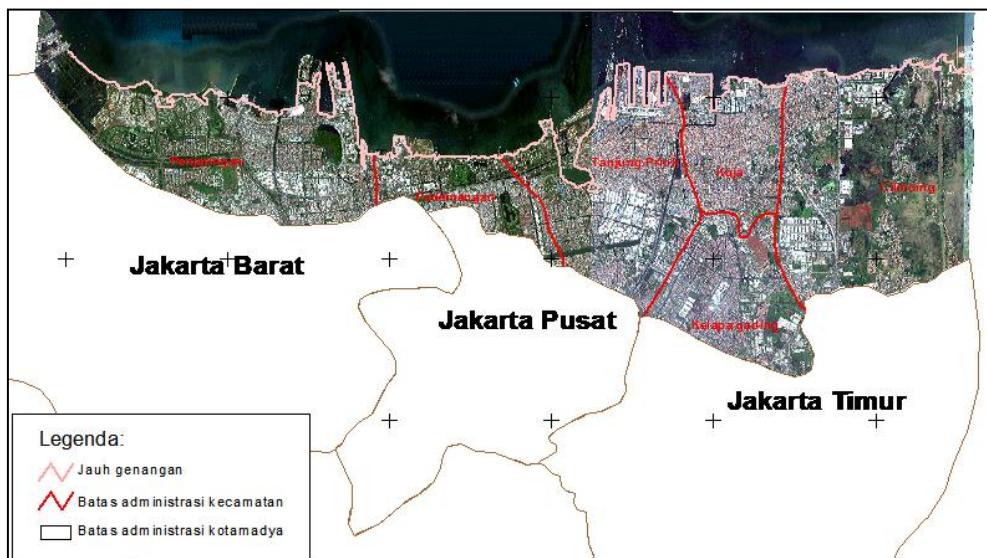 Penjaringan
Pademangan
Tanjung Priok
Koja
Cilincing
Kelapa gading
Jakarta Barat
Jakarta Pusat
Jakarta Timur
Legenda:
Jauh genangan
Batas administrasi kecamatan
Batas administrasi kotamadya